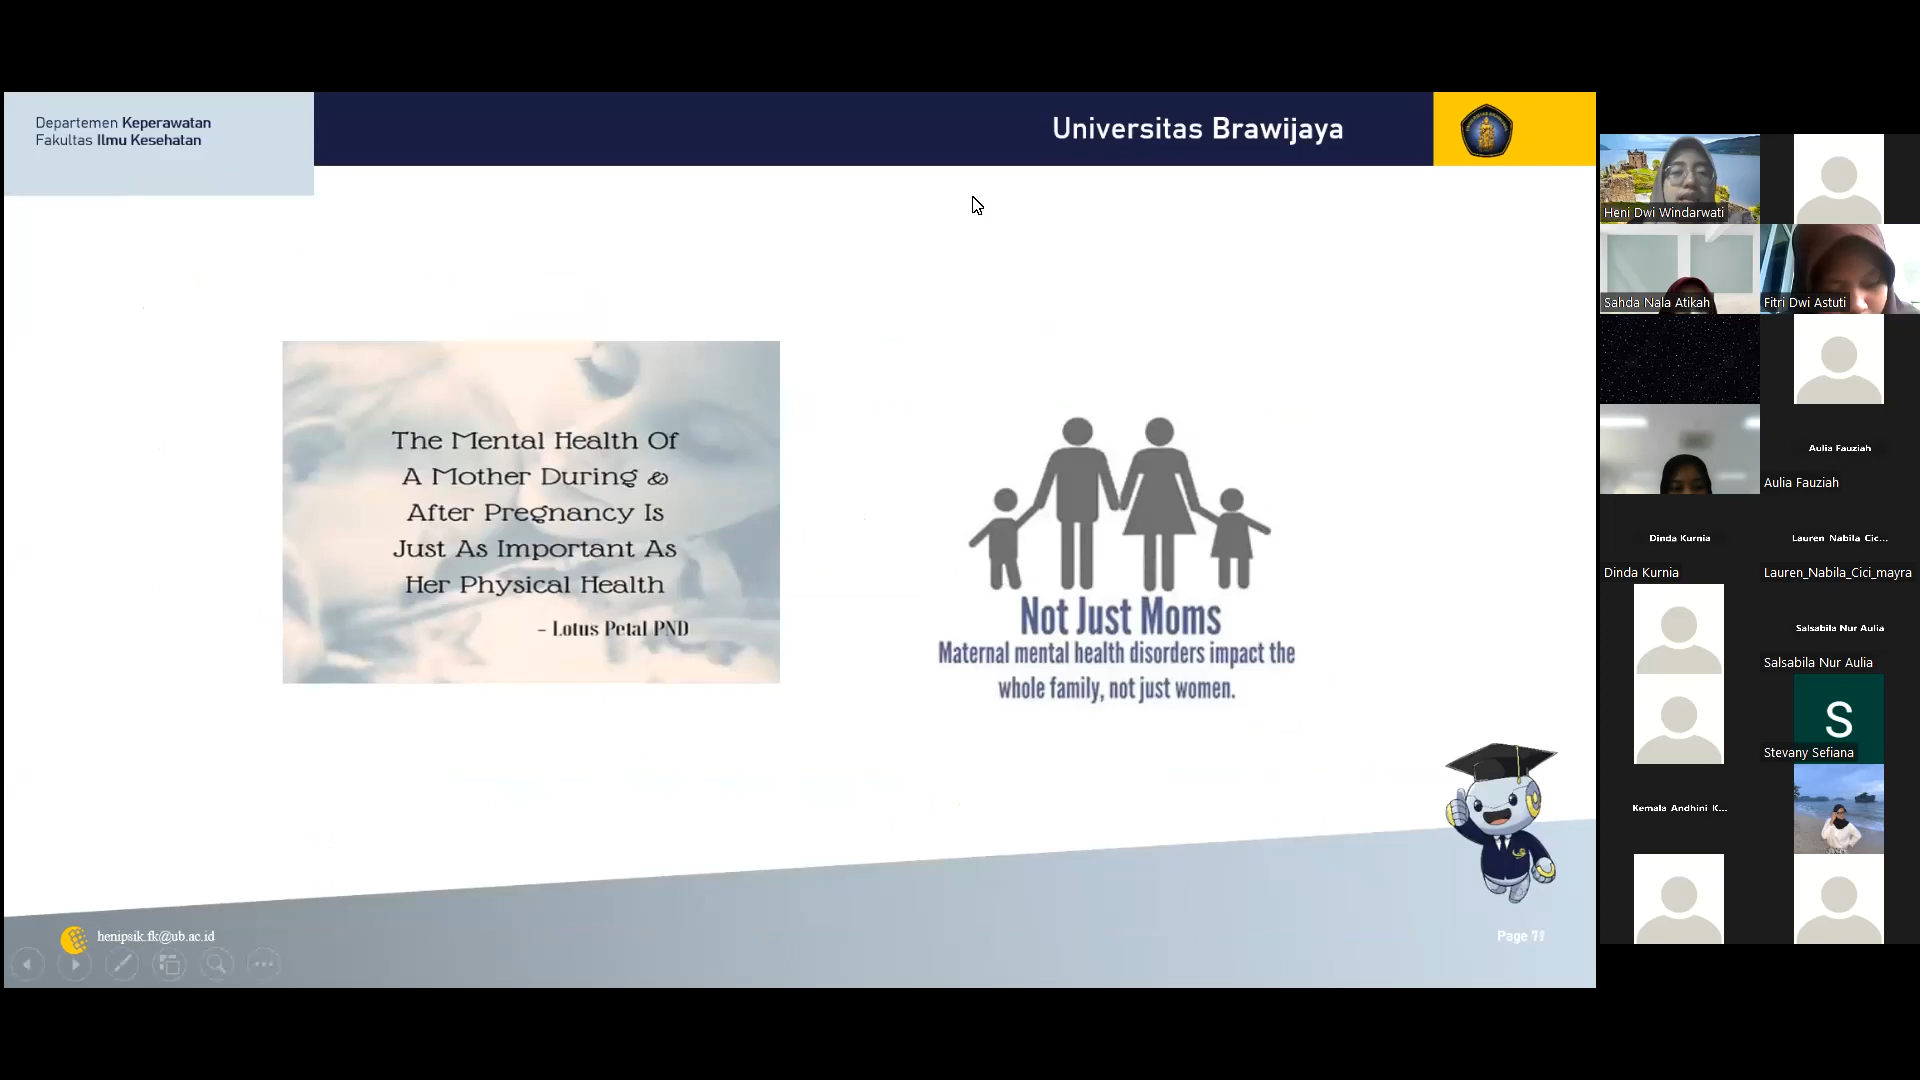 Departemen Keperawatan
Fakultas Ilmu Kesehatan
Universitas Brawijaya
The Mental Health Of
A Mother During &
After Pregnancy Is
Just As Important As
Her Physical Health
– Lotus Petal PND
Not Just Moms
Maternal mental health disorders impact the
whole family, not just women.
henipsik.fk@ub.ac.id
Page
Heni Dwi Windarwati
Sahda Nala Atikah
Fitri Dwi Astuti
Aulia Fauziah
Aulia Fauziah
Dinda Kurnia
Lauren Nabila Cic...
Dinda Kurnia
Lauren_Nabila_Cici_mayra
Salsabila Nur Aulia
Salsabila Nur Aulia
S
Stevany Sefiana
Kemala Andhini K...